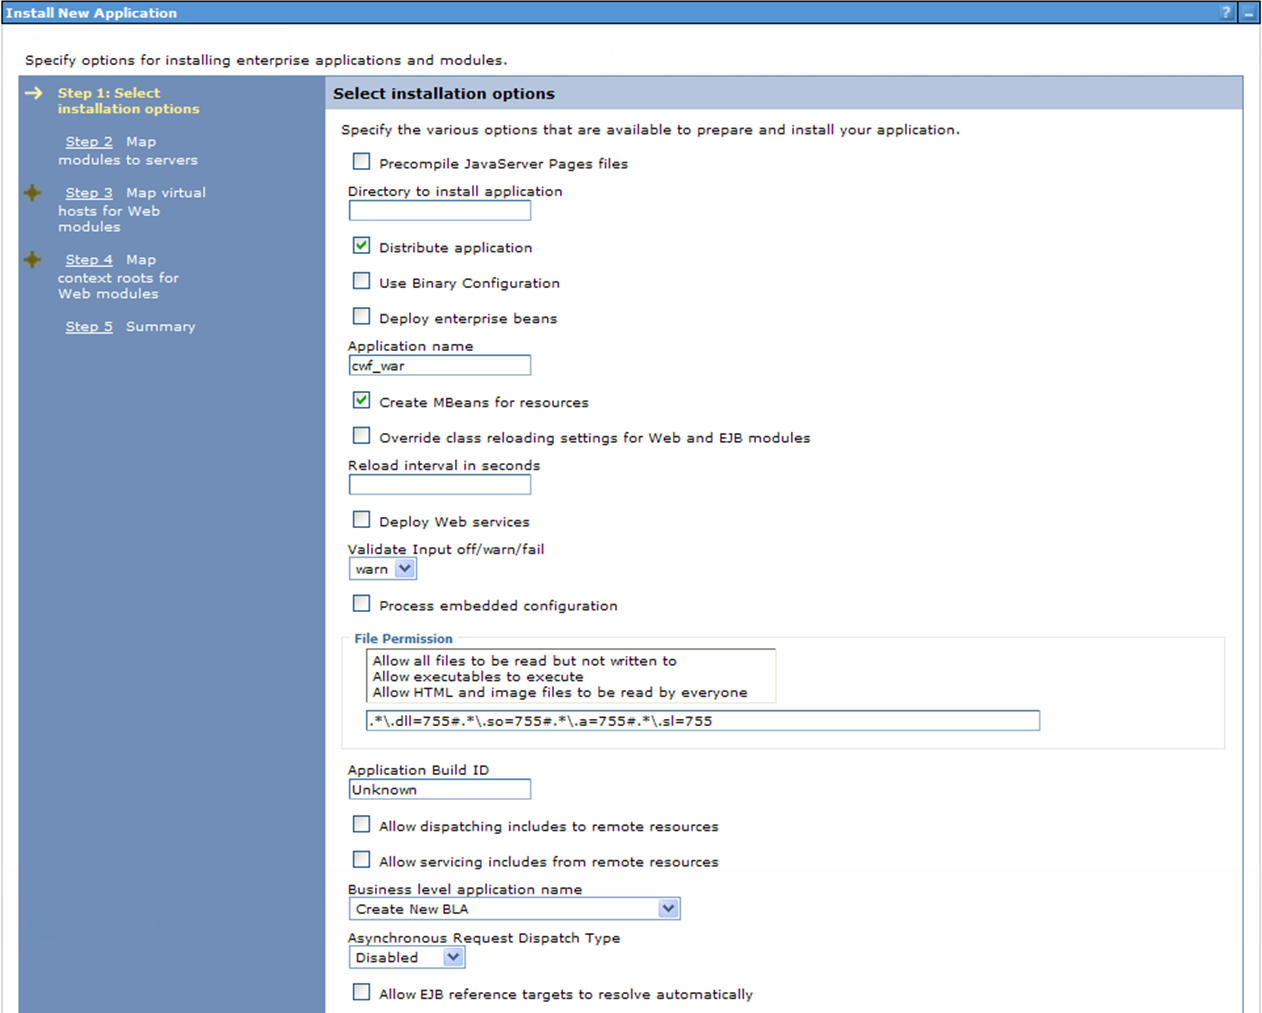 Install New Application
? –
Specify options for installing enterprise applications and modules.
Step 1: Select
installation options
Step 2 Map
modules to servers
Step 3 Map virtual
hosts for Web
modules
Step 4 Map
context roots for
Web modules
Step 5 Summary
Select installation options
Specify the various options that are available to prepare and install your application.
Precompile JavaServer Pages files
Directory to install application
Distribute application
Use Binary Configuration
Deploy enterprise beans
Application name
cwf_war
Create MBeans for resources
Override class reloading settings for Web and EJB modules
Reload interval in seconds
Deploy Web services
Validate Input off/warn/fail
warn
Process embedded configuration
File Permission
Allow all files to be read but not written to
Allow executables to execute
Allow HTML and image files to be read by everyone
.*\.dll=755#.*\.so=755#.*\.a=755#.*\.sl=755
Application Build ID
Unknown
Allow dispatching includes to remote resources
Allow servicing includes from remote resources
Business level application name
Create New BLA
Asynchronous Request Dispatch Type
Disabled
Allow EJB reference targets to resolve automatically